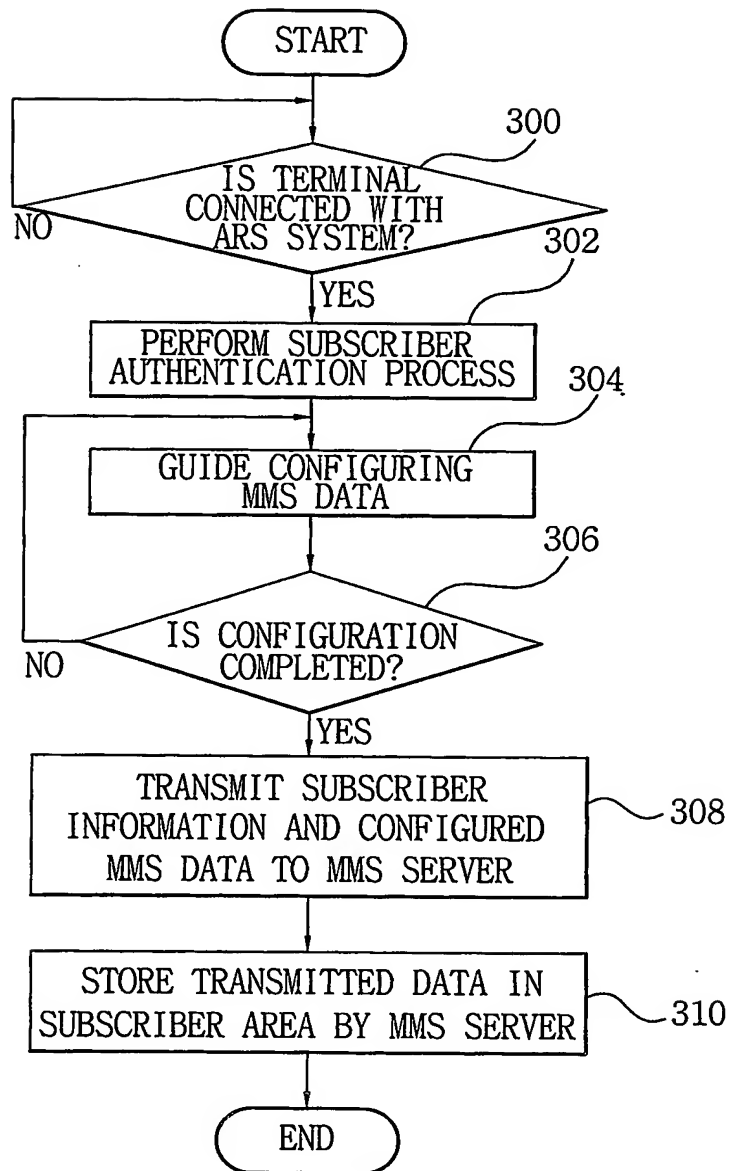 START
300
IS TERMINAL
CONNECTED WITH
ARS SYSTEM?
NO
302
YES
PERFORM SUBSCRIBER
AUTHENTICATION PROCESS
304
GUIDE CONFIGURING
MMS DATA
306
IS CONFIGURATION
COMPLETED?
NO
YES
TRANSMIT SUBSCRIBER
INFORMATION AND CONFIGURED
MMS DATA TO MMS SERVER
308
STORE TRANSMITTED DATA IN
SUBSCRIBER AREA BY MMS SERVER
310
END